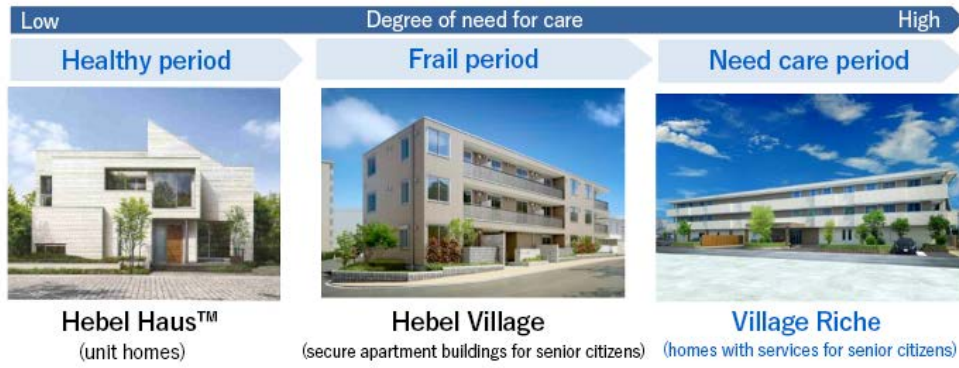 Low Degree of need for care High
Healthy period Frail period Need care period
Hebel Haus™ Hebel Village Village Riche
(unit homes) (secure apartment buildings for senior citizens) (homes with services for senior citizens)